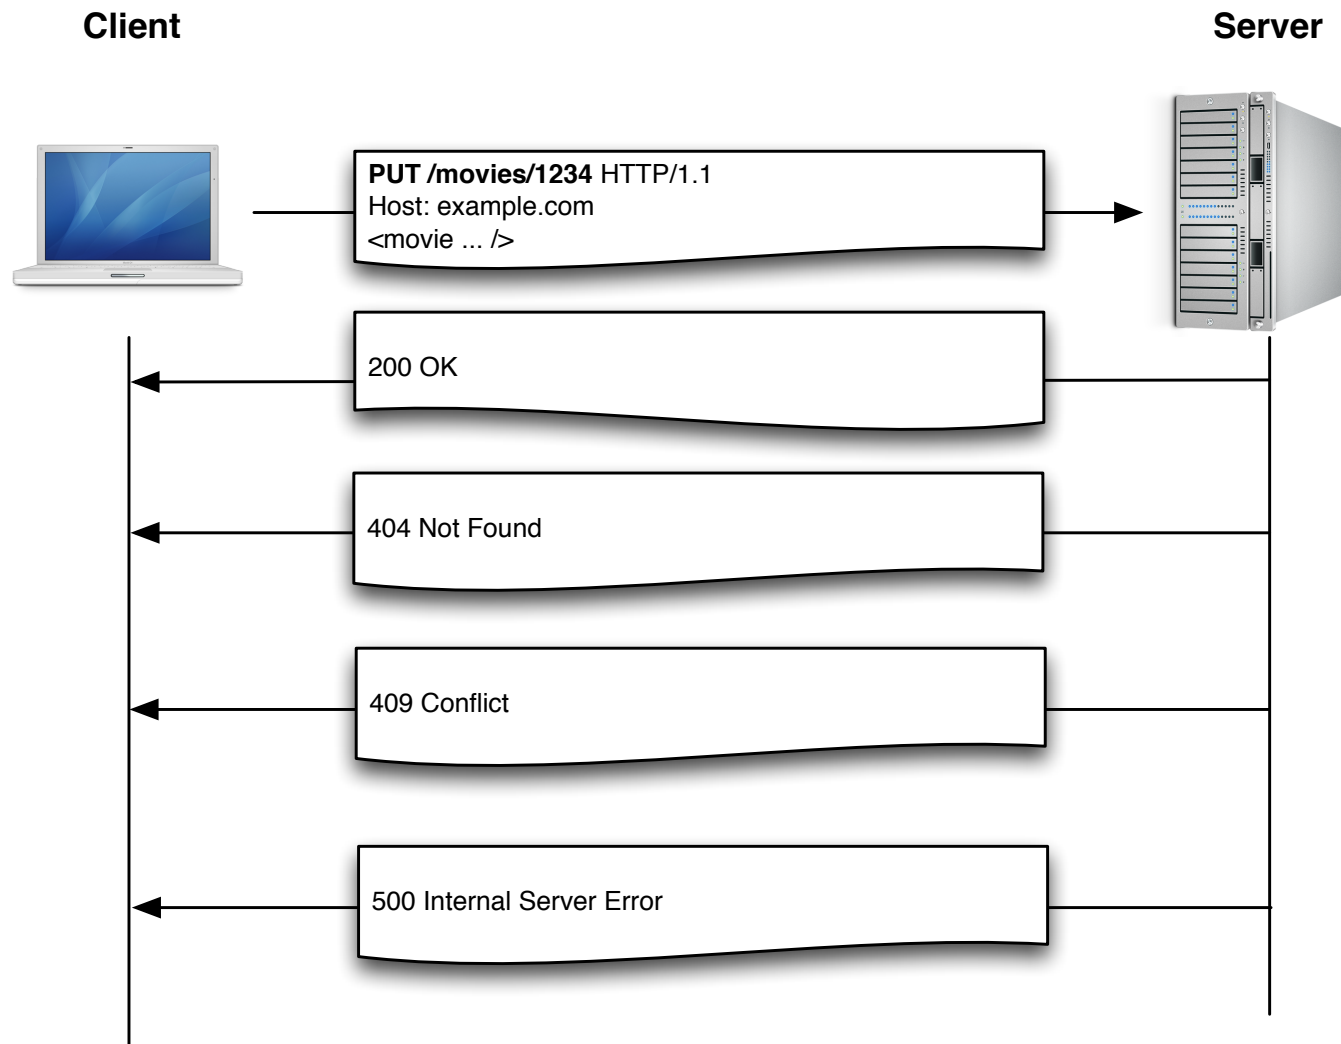 Client
Server
PUT /movies/1234 HTTP/1.1
Host: example.com
<movie ... />
200 OK
404 Not Found
409 Conflict
500 Internal Server Error